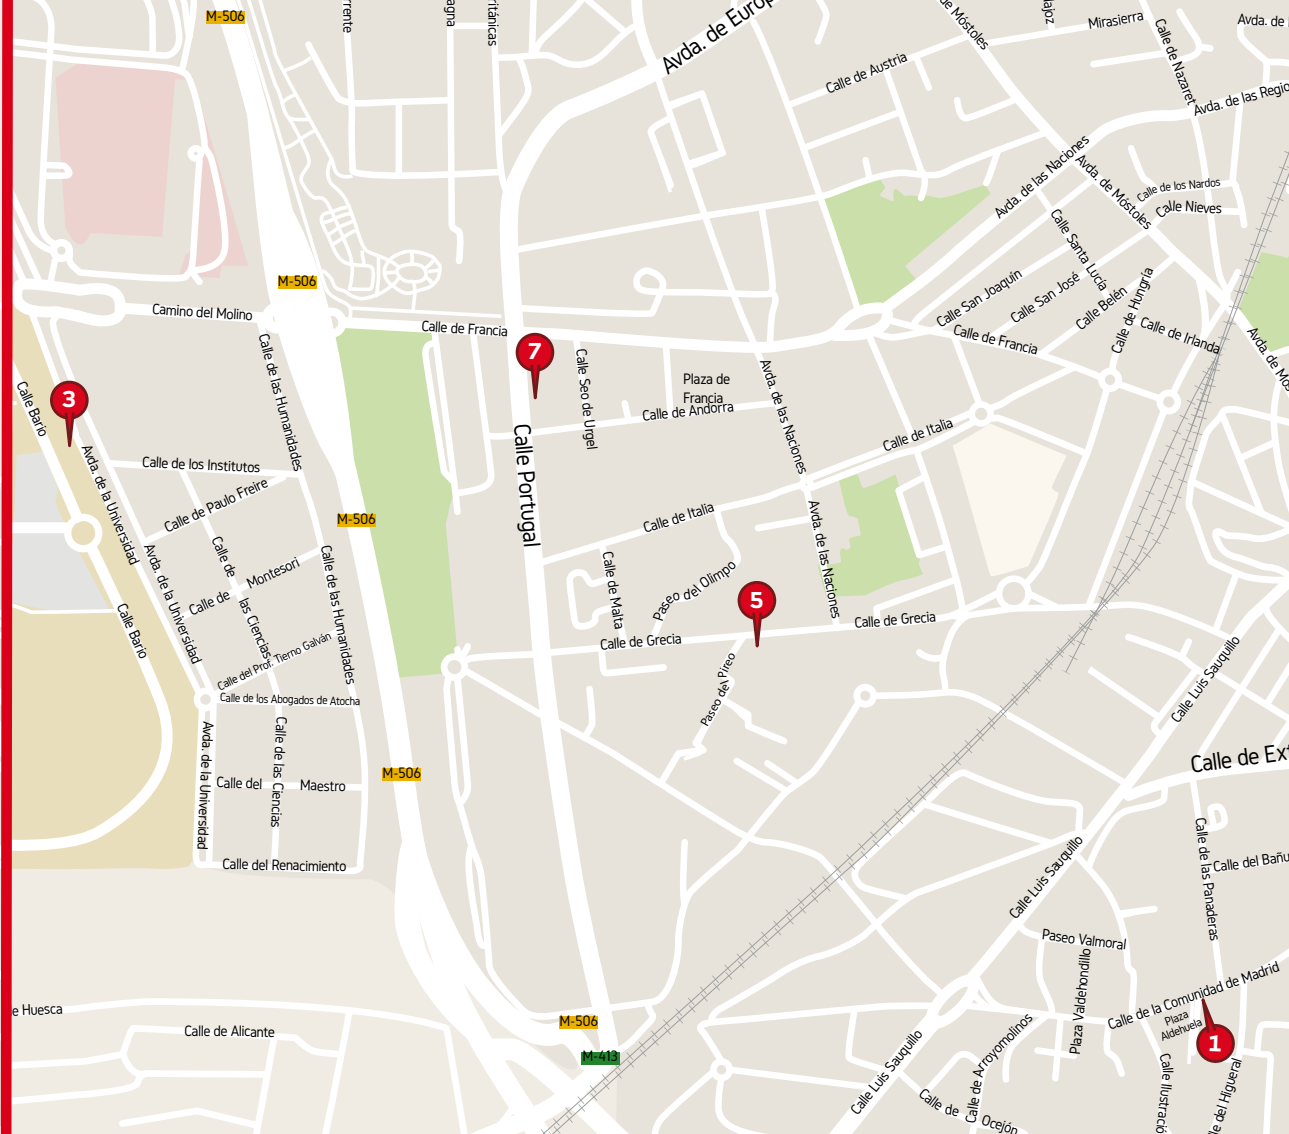 M-506
Avda. de
Mirasierra
Calle de Nazaret
Avda. de Europa
Calle de Austria
Avda. de las Regio
Avda. de las Naciones
Avda. de Móstoles
Calle de los Nardos
Calle Nieves
Calle Santa Lucía
M-506
Calle San Joaquín
Calle San José
Calle Belén
Calle de Hungría
Camino del Molino
Calle de Francia
Calle de Francia
Calle de Irlanda
7
Calle de las Humanidades
Calle Seo de Urgel
Plaza de
Francia
Calle de Andorra
Avda. de las Naciones
3
Calle Bario
Calle de Italia
Calle Portugal
Calle de los Institutos
Avda. de la Universidad
Calle de Paulo Freire
M-506
Calle de Italia
Avda. de las Naciones
Avda. de la Universidad
Calle de
las Ciencias
Calle de Montesori
Calle de las Humanidades
Calle de Malta
Paseo del Olimpo
5
Calle Bario
Calle de Grecia
Calle de Grecia
Calle del Prof. Tierno Galván
Paseo del Pireo
Calle Luis Sauquillo
Calle de los Abogados de Atocha
Avda. de la Universidad
Calle de las Ciencias
Calle de Ext
M-506
Calle del Maestro
Calle de las Panaderas
Calle Luis Sauquillo
Calle del Bañu
Calle del Renacimiento
Paseo Valmoral
Plaza Valdehondillo
Calle de la Comunidad de Madrid
e Huesca
M-506
Calle de Alicante
Plaza
Aldehuela
1
M-413
Calle Luis Sauquillo
Calle de Arroyomolinos
Calle Ilustració
le del Higueral
Calle de Ocejón